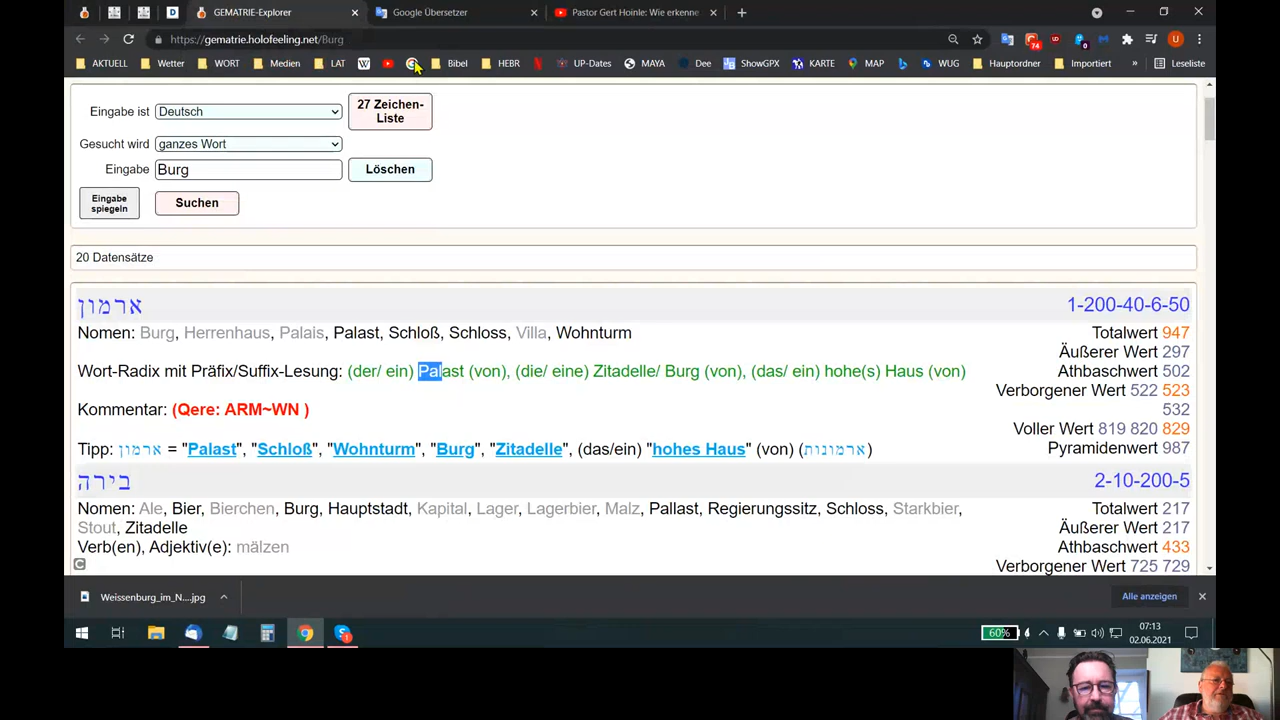 GEMATRIE-Explorer
Google Übersetzer
Pastor Gert Hoinle: Wie erkenne
https://gematrie.holofeeling.net/Burg
74
0
U
AKTUELL Wetter WORT Medien LAT Bibel HEBR UP-Dates MAYA Dee ShowGPX KARTE MAP WUG Hauptordner Importiert » Leseliste
Eingabe ist Deutsch 27 Zeichen-
Liste
Gesucht wird ganzes Wort
Eingabe Burg Löschen
Eingabe
spiegeln Suchen
20 Datensätze
ארמון 1-200-40-6-50
Nomen: Burg, Herrenhaus, Palais, Palast, Schloß, Schloss, Villa, Wohnturm Totalwert 947
Äußerer Wert 297
Wort-Radix mit Präfix/Suffix-Lesung: (der/ ein) Palast (von), (die/ eine) Zitadelle/ Burg (von), (das/ ein) hohe(s) Haus (von) Athbaschwert 502
Verborgener Wert 522 523
Kommentar: (Qere: ARM~WN ) 532
Voller Wert 819 820 829
Tipp: ארמון = "Palast", "Schloß", "Wohnturm", "Burg", "Zitadelle", (das/ein) "hohes Haus" (von) (ארמונות) Pyramidenwert 987
בירה 2-10-200-5
Nomen: Ale, Bier, Bierchen, Burg, Hauptstadt, Kapital, Lager, Lagerbier, Malz, Pallast, Regierungssitz, Schloss, Starkbier, Totalwert 217
Stout, Zitadelle Äußerer Wert 217
Verb(en), Adjektiv(e): mälzen Athbaschwert 433
C Verborgener Wert 725 729
Weissenburg_im_N....jpg Alle anzeigen
60% 07:13
02.06.2021